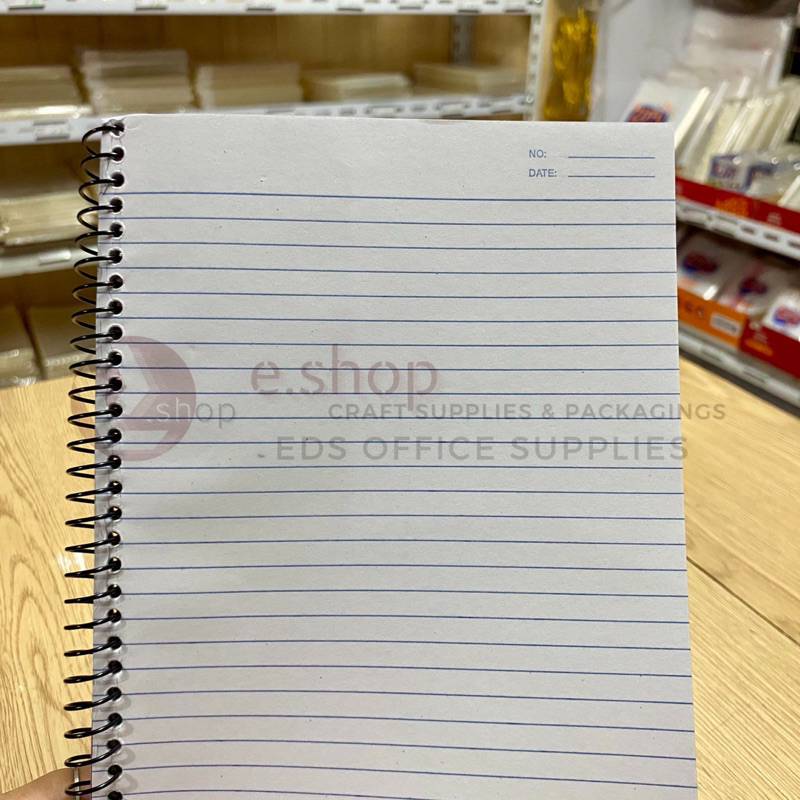 NO:
DATE:
e.shop
.shop
CRAFT SUPPLIES & PACKAGINGS
EDS OFFICE SUPPLIES